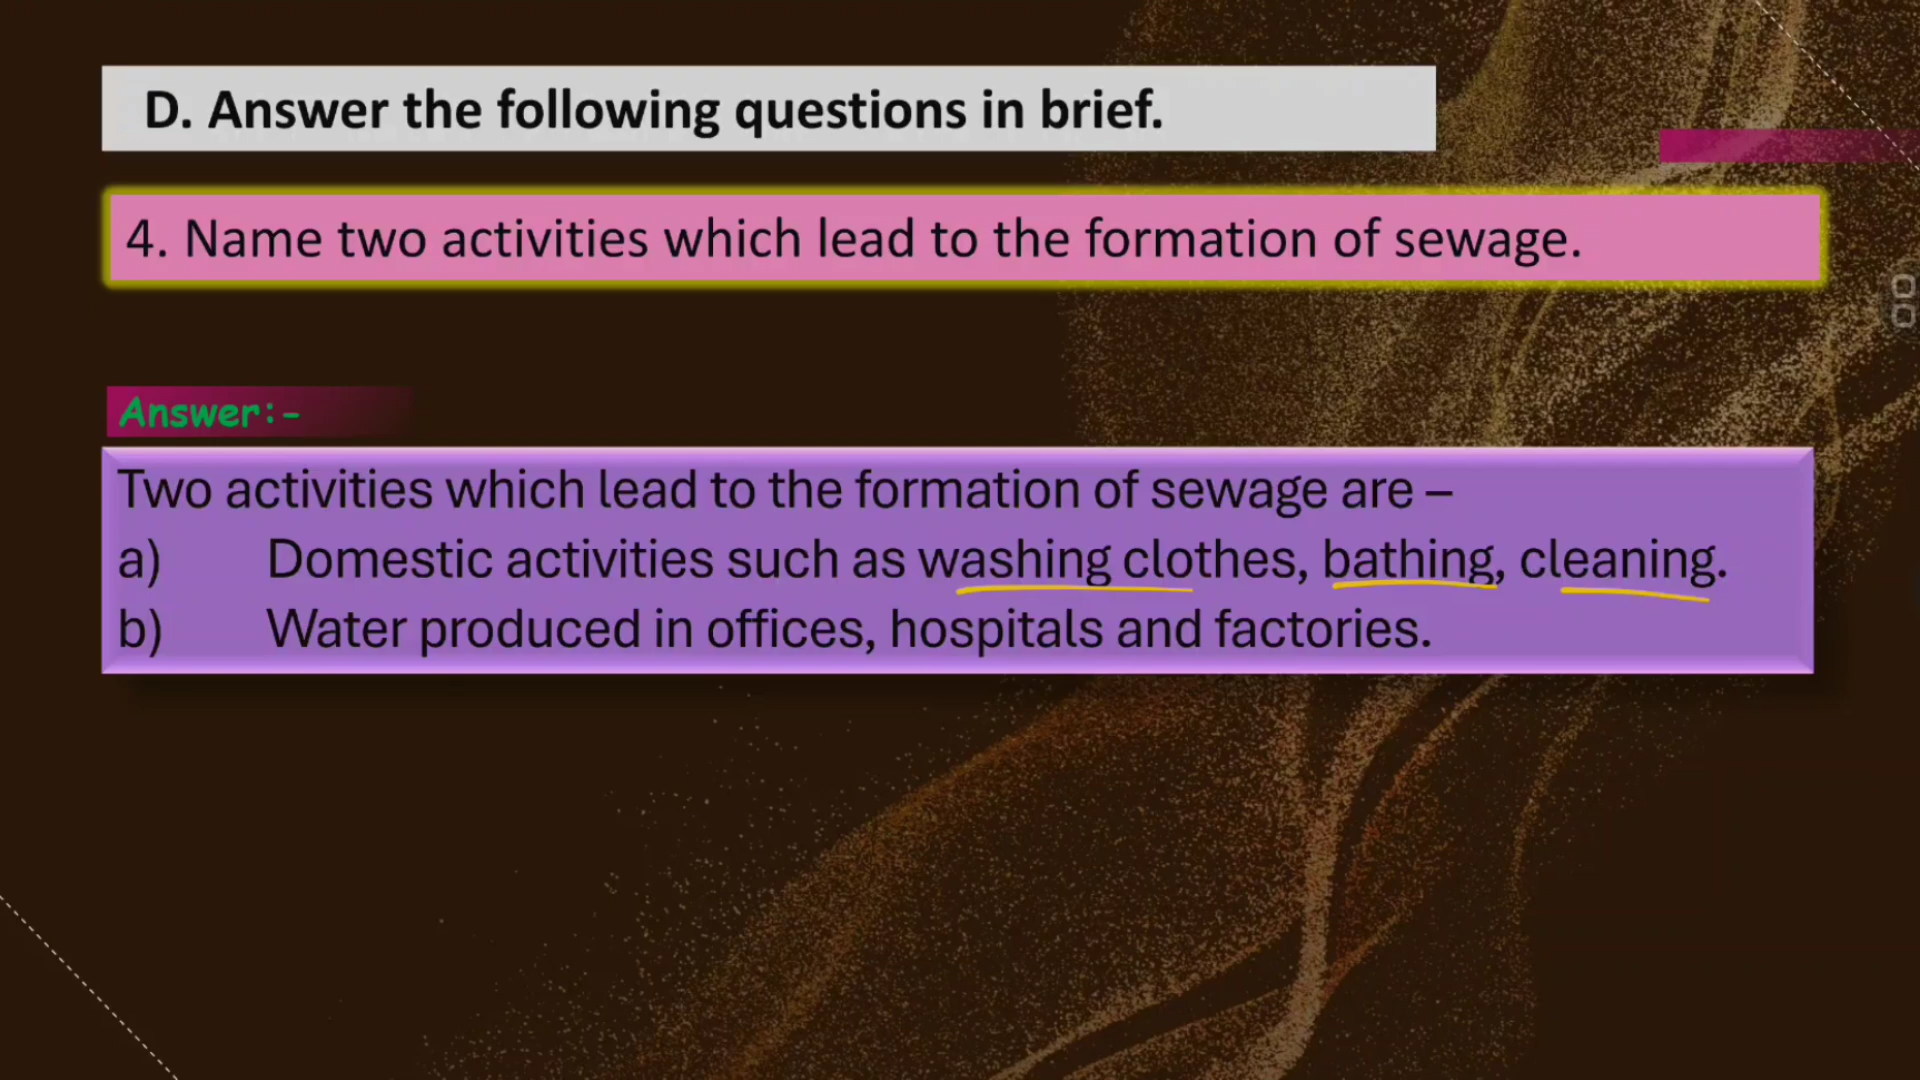 D. Answer the following questions in brief.
4. Name two activities which lead to the formation of sewage.
Answer:-
Two activities which lead to the formation of sewage are –
a) Domestic activities such as washing clothes, bathing, cleaning.
b) Water produced in offices, hospitals and factories.